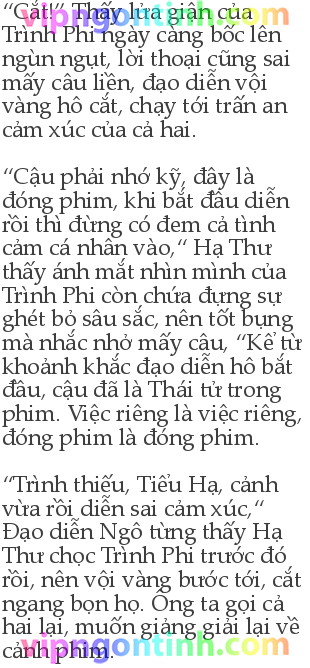 “Cắt!” Thấy lửa giận của
Trình Phi ngày càng bốc lên
ngùn ngụt, lời thoại cũng sai
mấy câu liền, đạo diễn vội
vàng hô cắt, chạy tới trấn an
cảm xúc của cả hai.
“Cậu phải nhớ kỹ, đây là
đóng phim, khi bắt đầu diễn
rồi thì đừng có đem cả tình
cảm cá nhân vào,“ Hạ Thư
thấy ánh mắt nhìn mình của
Trình Phi còn chứa đựng sự
ghét bỏ sâu sắc, nên tốt bụng
mà nhắc nhở mấy câu, “Kể từ
khoảnh khắc đạo diễn hô bắt
đầu, cậu đã là Thái tử trong
phim. Việc riêng là việc riêng,
đóng phim là đóng phim.
“Trình thiếu, Tiểu Hạ, cảnh
vừa rồi diễn sai cảm xúc,“
Đạo diễn Ngô từng thấy Hạ
Thư chọc Trình Phi trước đó
rồi, nên vội vàng bước tới, cắt
ngang bọn họ. Ông ta gọi cả
hai lại, muốn giảng giải lại về
cảnh phim.
vipngontinh.com
vipngontinh.com
vipngontinh.com
vipngontinh.com